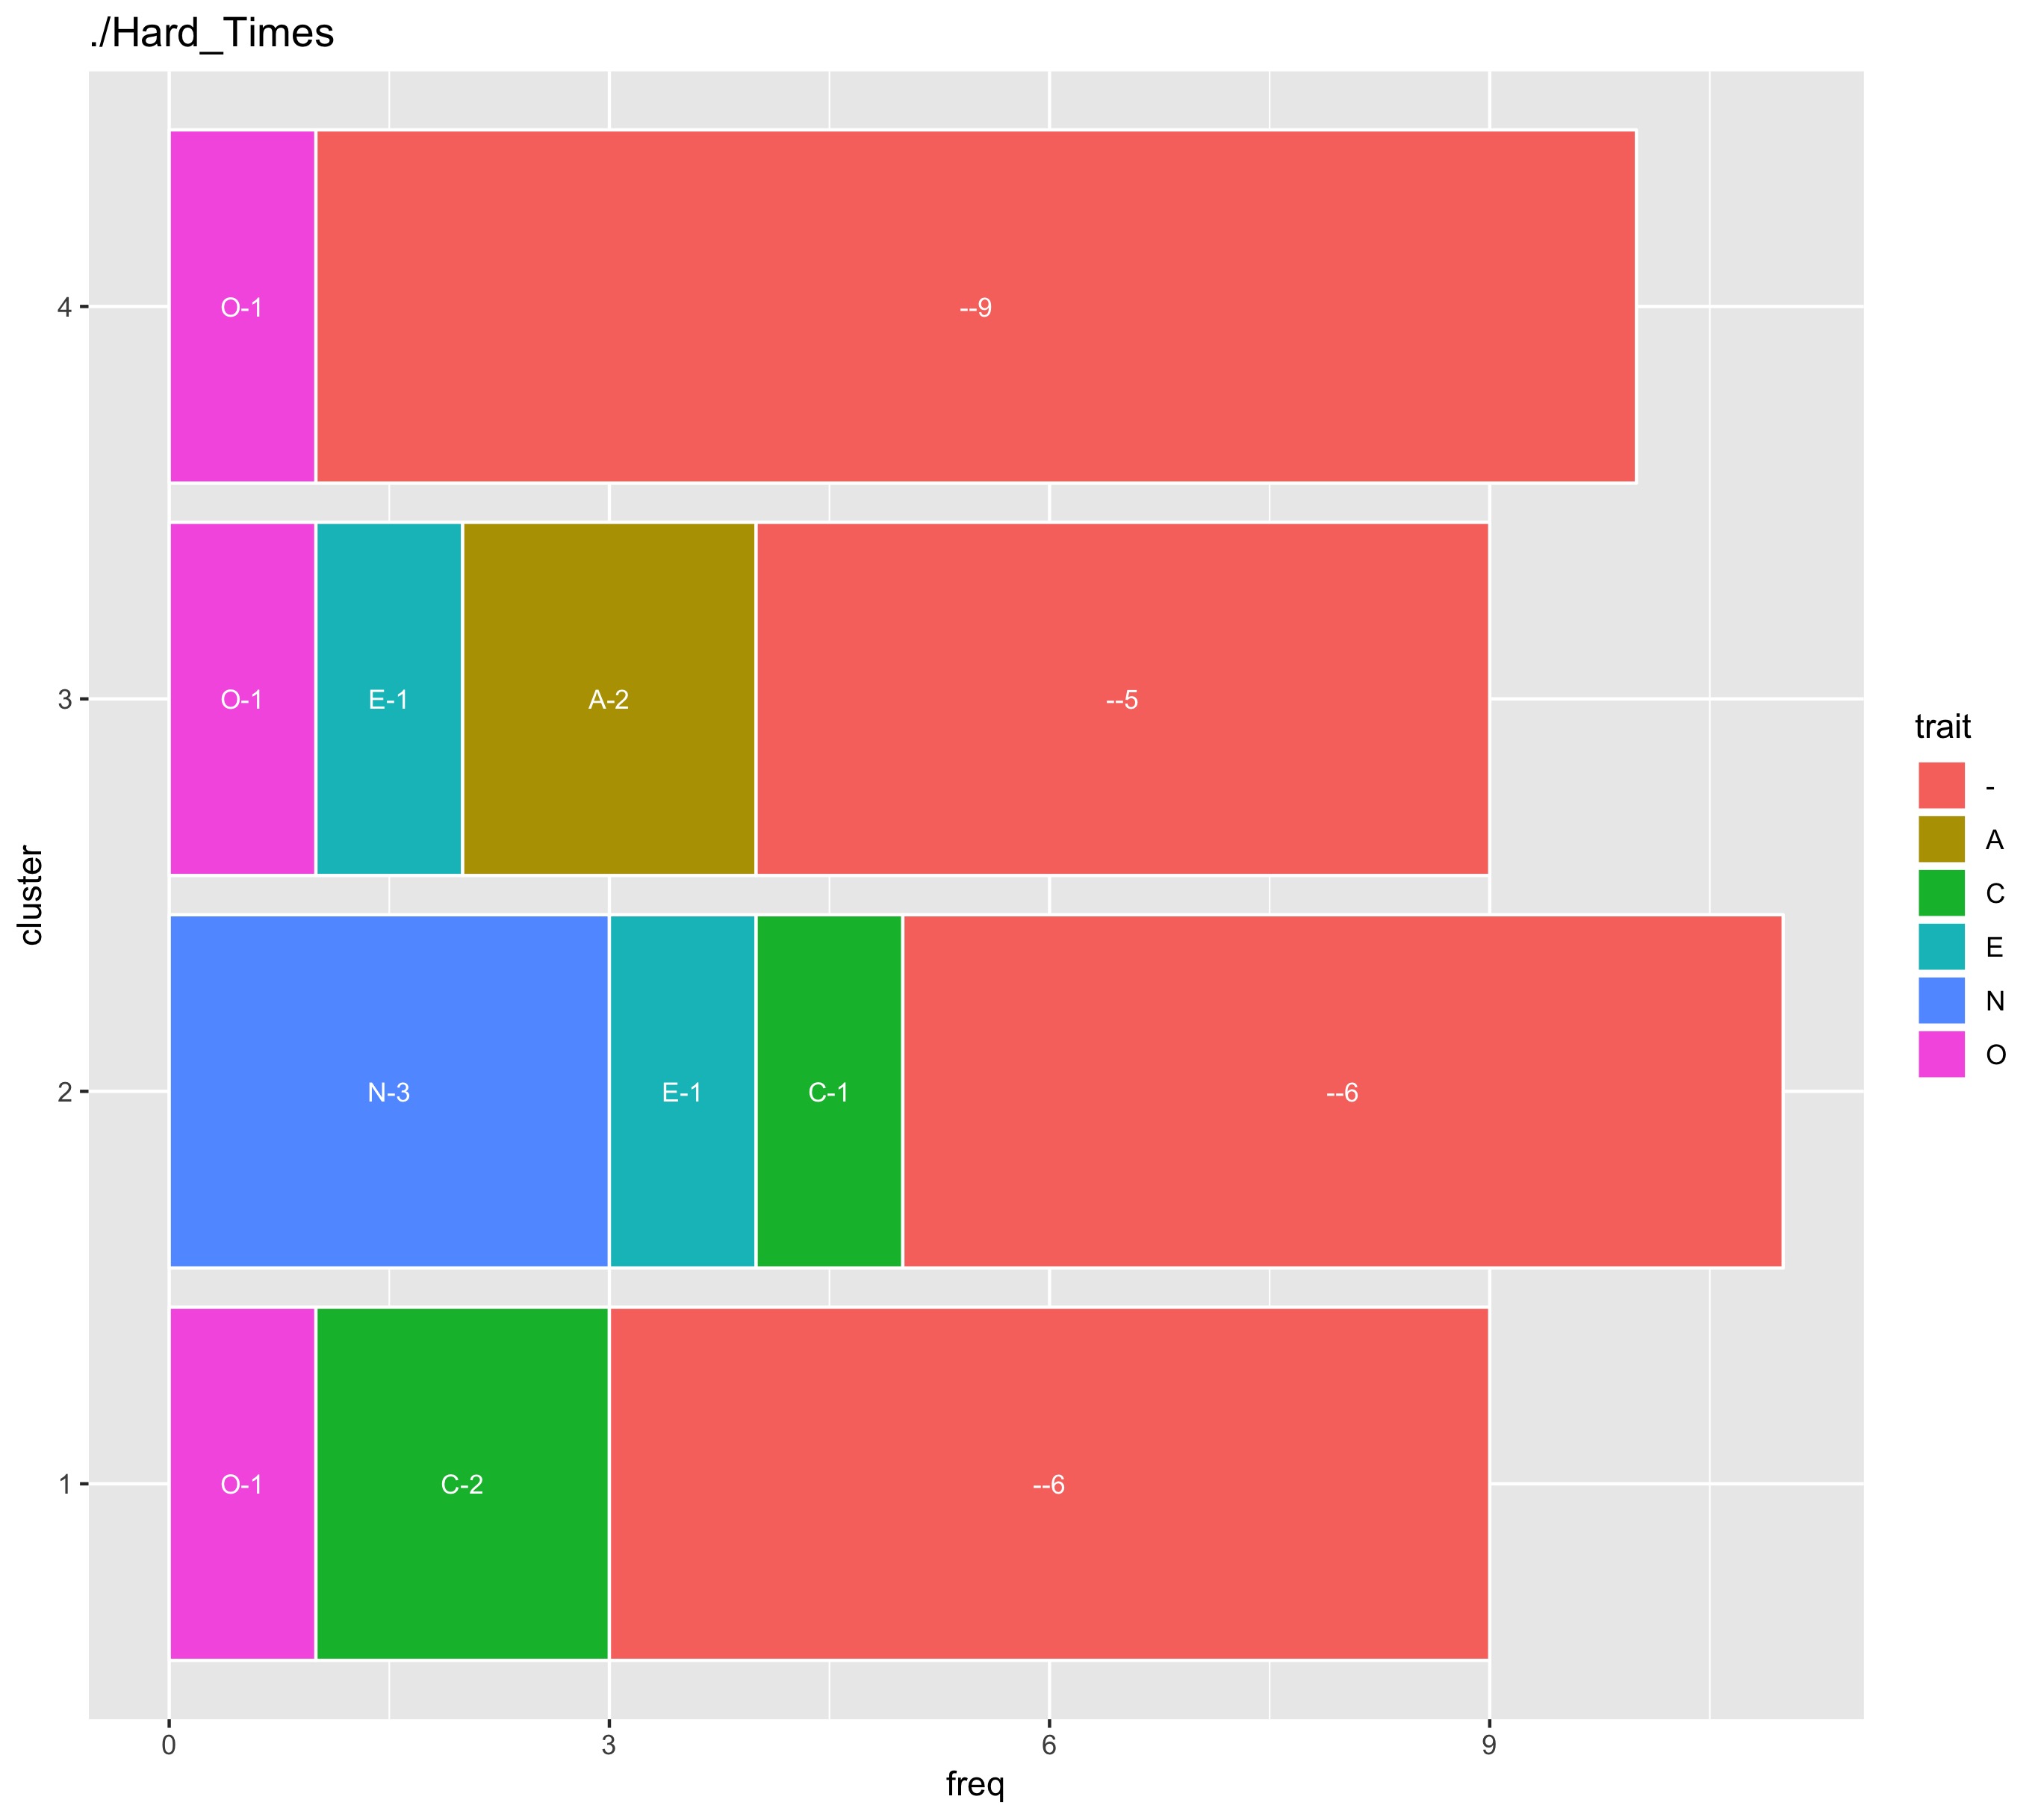 ./Hard_Times
4
O-1
--9
3
O-1
E-1
A-2
--5
2
N-3
E-1
C-1
--6
1
O-1
C-2
--6
cluster
0
3
6
9
freq
trait
-
A
C
E
N
O